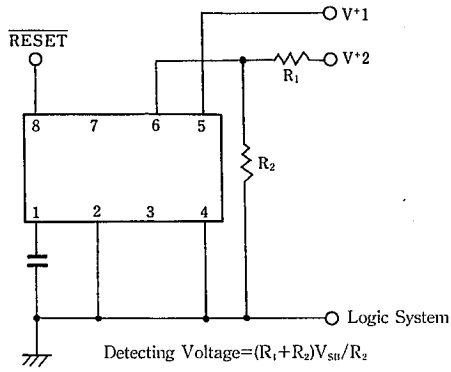 V⁺1
RESET
V⁺2
R₁
8 7 6 5
R₂
1 2 3 4
Logic System
Detecting Voltage=(R₁+R₂)V_SB/R₂